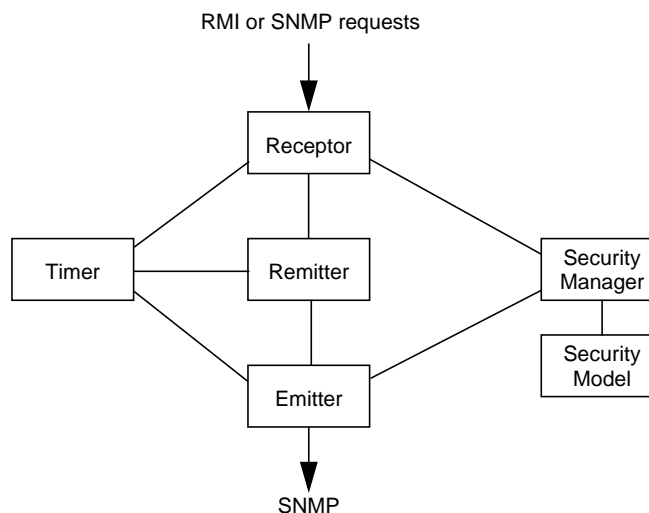 RMI or SNMP requests
Receptor
Timer
Remitter
Security
Manager
Security
Model
Emitter
SNMP